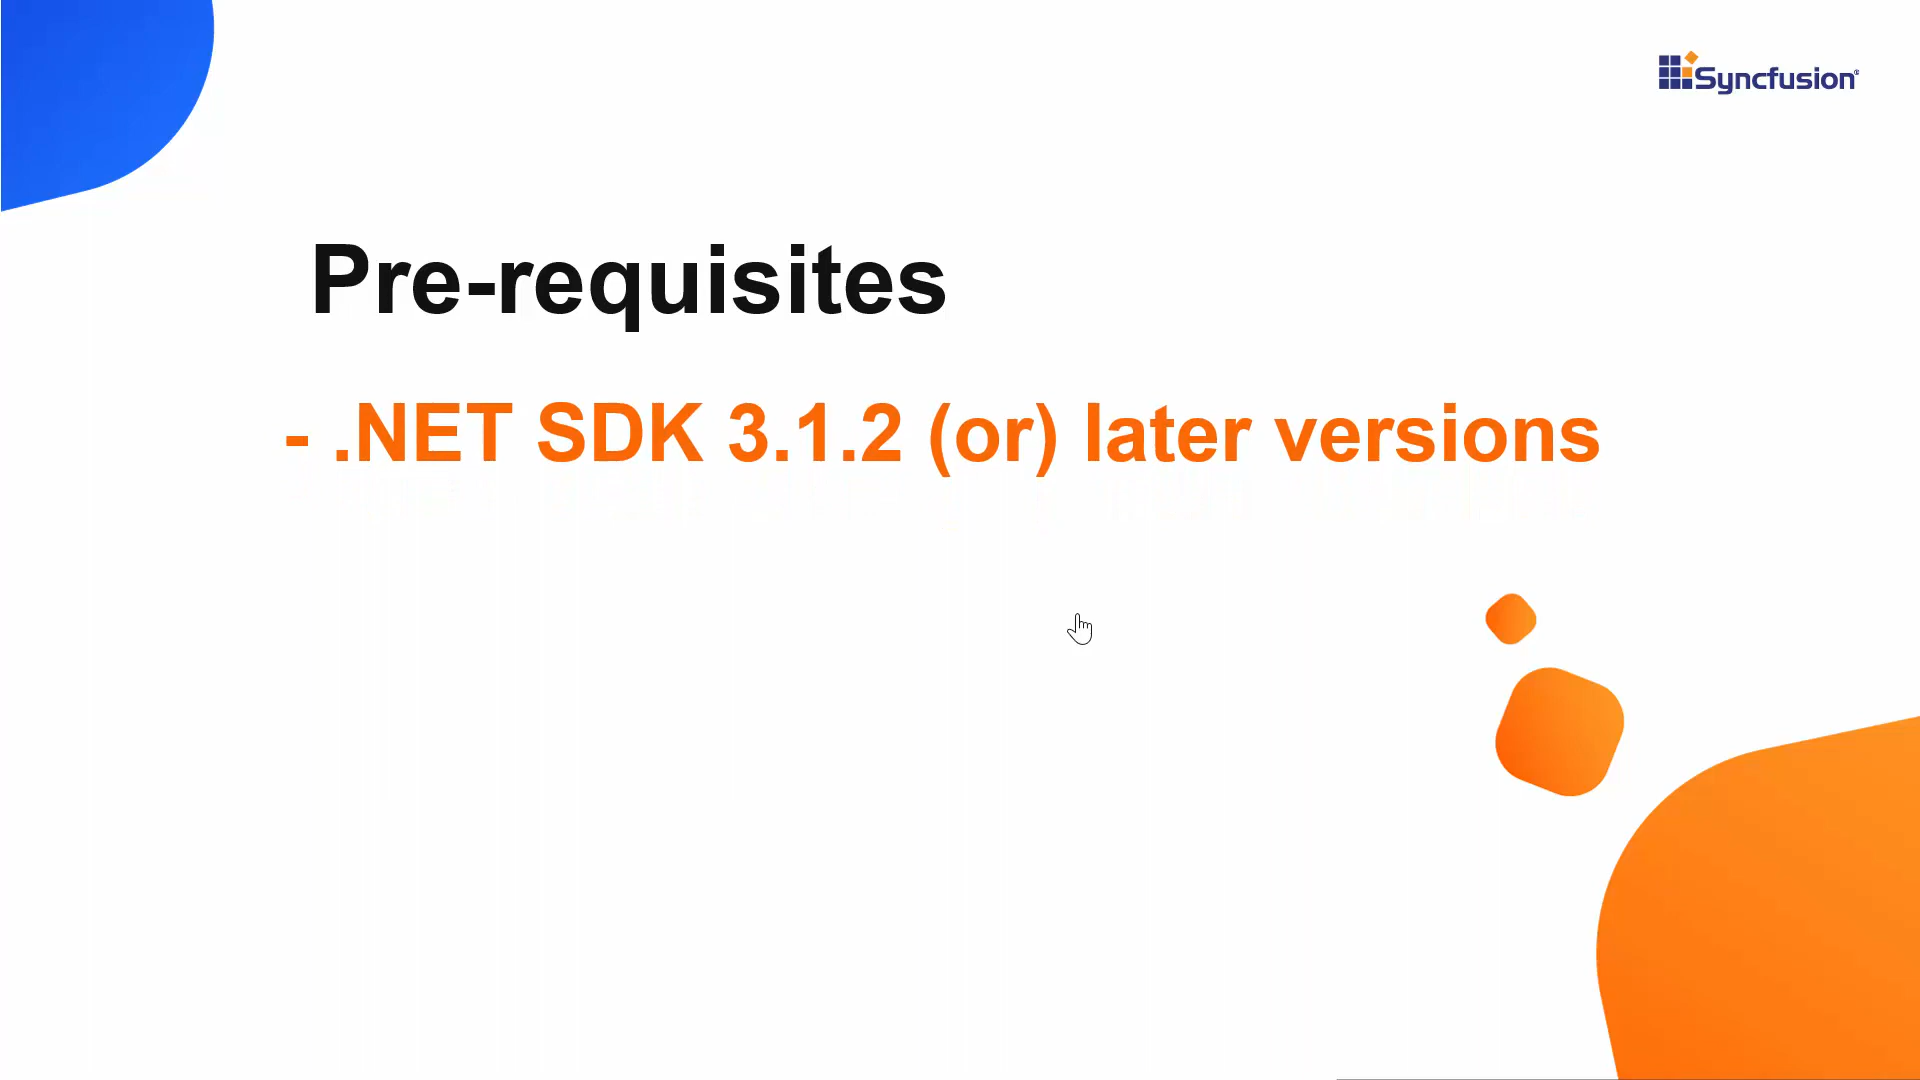 Syncfusion
Pre-requisites
- .NET SDK 3.1.2 (or) later versions